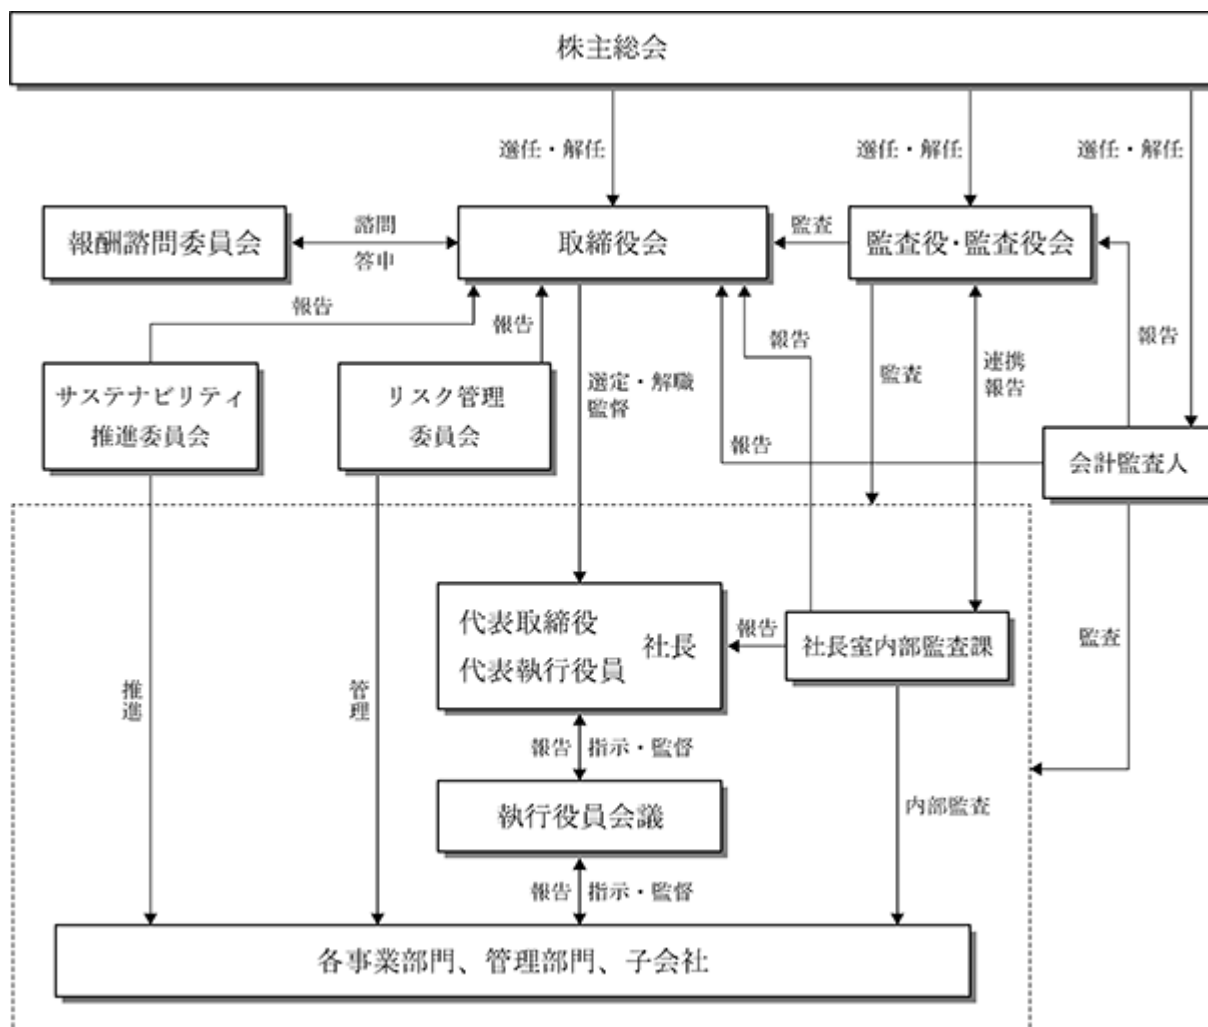 株主総会
選任・解任
選任・解任
選任・解任
報酬諮問委員会
諮問
答申
取締役会
監査
監査役・監査役会
報告
報告
報告
報告
サステナビリティ
推進委員会
リスク管理
委員会
選定・解職
監督
監査
連携
報告
報告
会計監査人
代表取締役
代表執行役員
社長
報告
社長室内部監査課
監査
推進
管理
報告
指示・監督
執行役員会議
内部監査
報告
指示・監督
各事業部門、管理部門、子会社